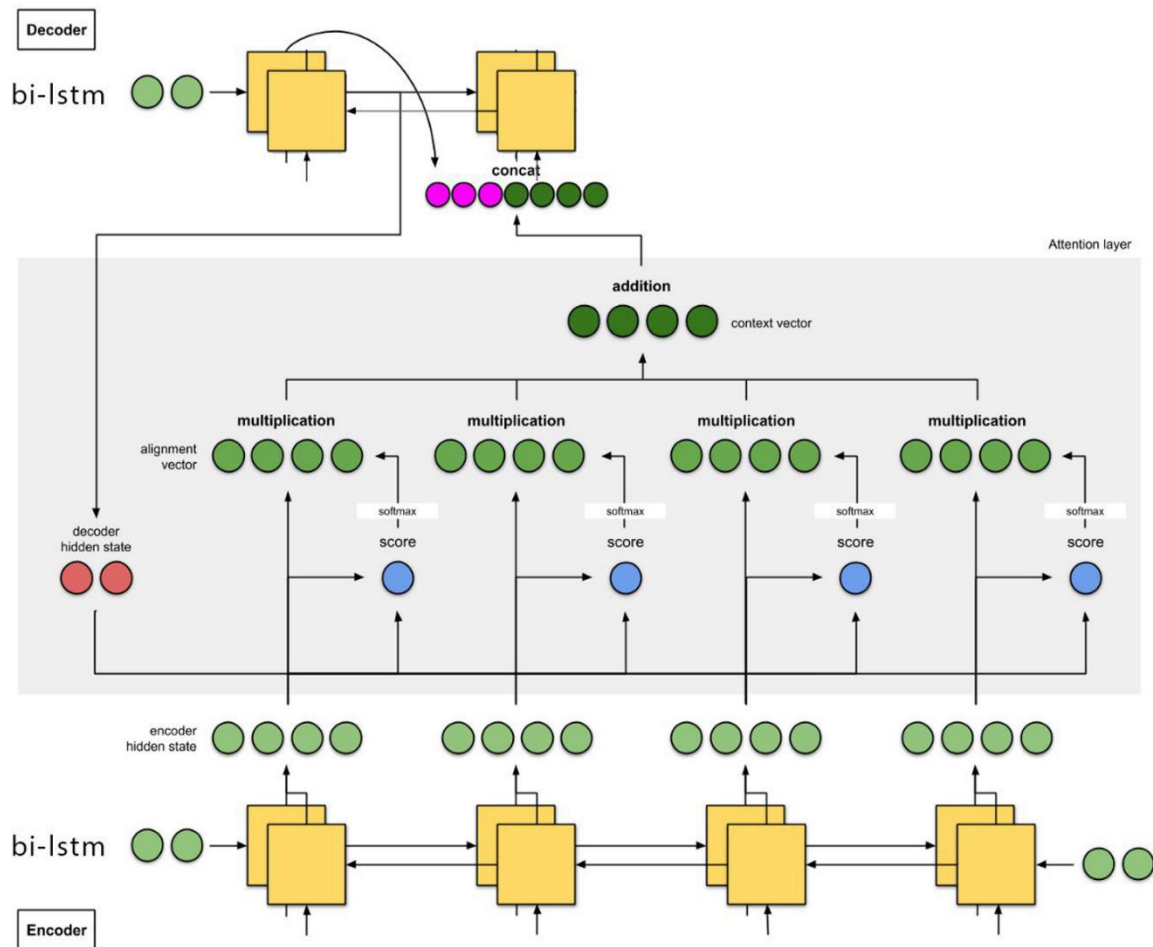 Decoder
bi-lstm
concat
Attention layer
addition
context vector
multiplication
multiplication
multiplication
multiplication
alignment
vector
softmax
softmax
softmax
softmax
decoder
hidden state
score
score
score
score
encoder
hidden state
bi-lstm
Encoder